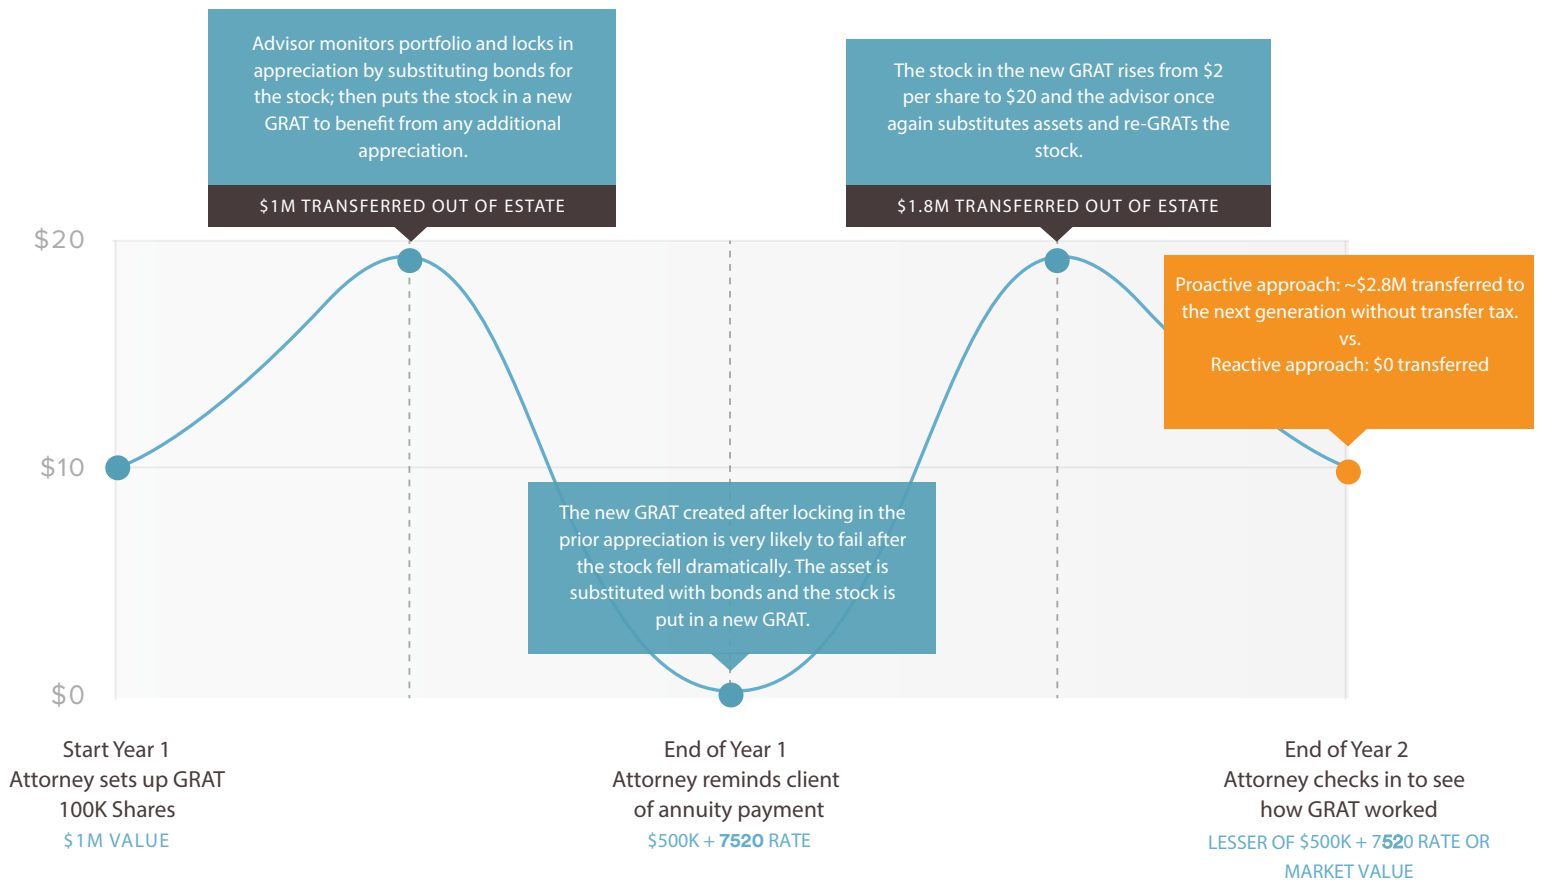 Advisor monitors portfolio and locks in
appreciation by substituting bonds for
the stock; then puts the stock in a new
GRAT to benefit from any additional
appreciation.
$1M TRANSFERRED OUT OF ESTATE
The stock in the new GRAT rises from $2
per share to $20 and the advisor once
again substitutes assets and re-GRATs the
stock.
$1.8M TRANSFERRED OUT OF ESTATE
$20
$10
$0
Proactive approach: ~$2.8M transferred to
the next generation without transfer tax.
vs.
Reactive approach: $0 transferred
The new GRAT created after locking in the
prior appreciation is very likely to fail after
the stock fell dramatically. The asset is
substituted with bonds and the stock is
put in a new GRAT.
Start Year 1
Attorney sets up GRAT
100K Shares
$1M VALUE
End of Year 1
Attorney reminds client
of annuity payment
$500K + 7520 RATE
End of Year 2
Attorney checks in to see
how GRAT worked
LESSER OF $500K + 7520 RATE OR
MARKET VALUE